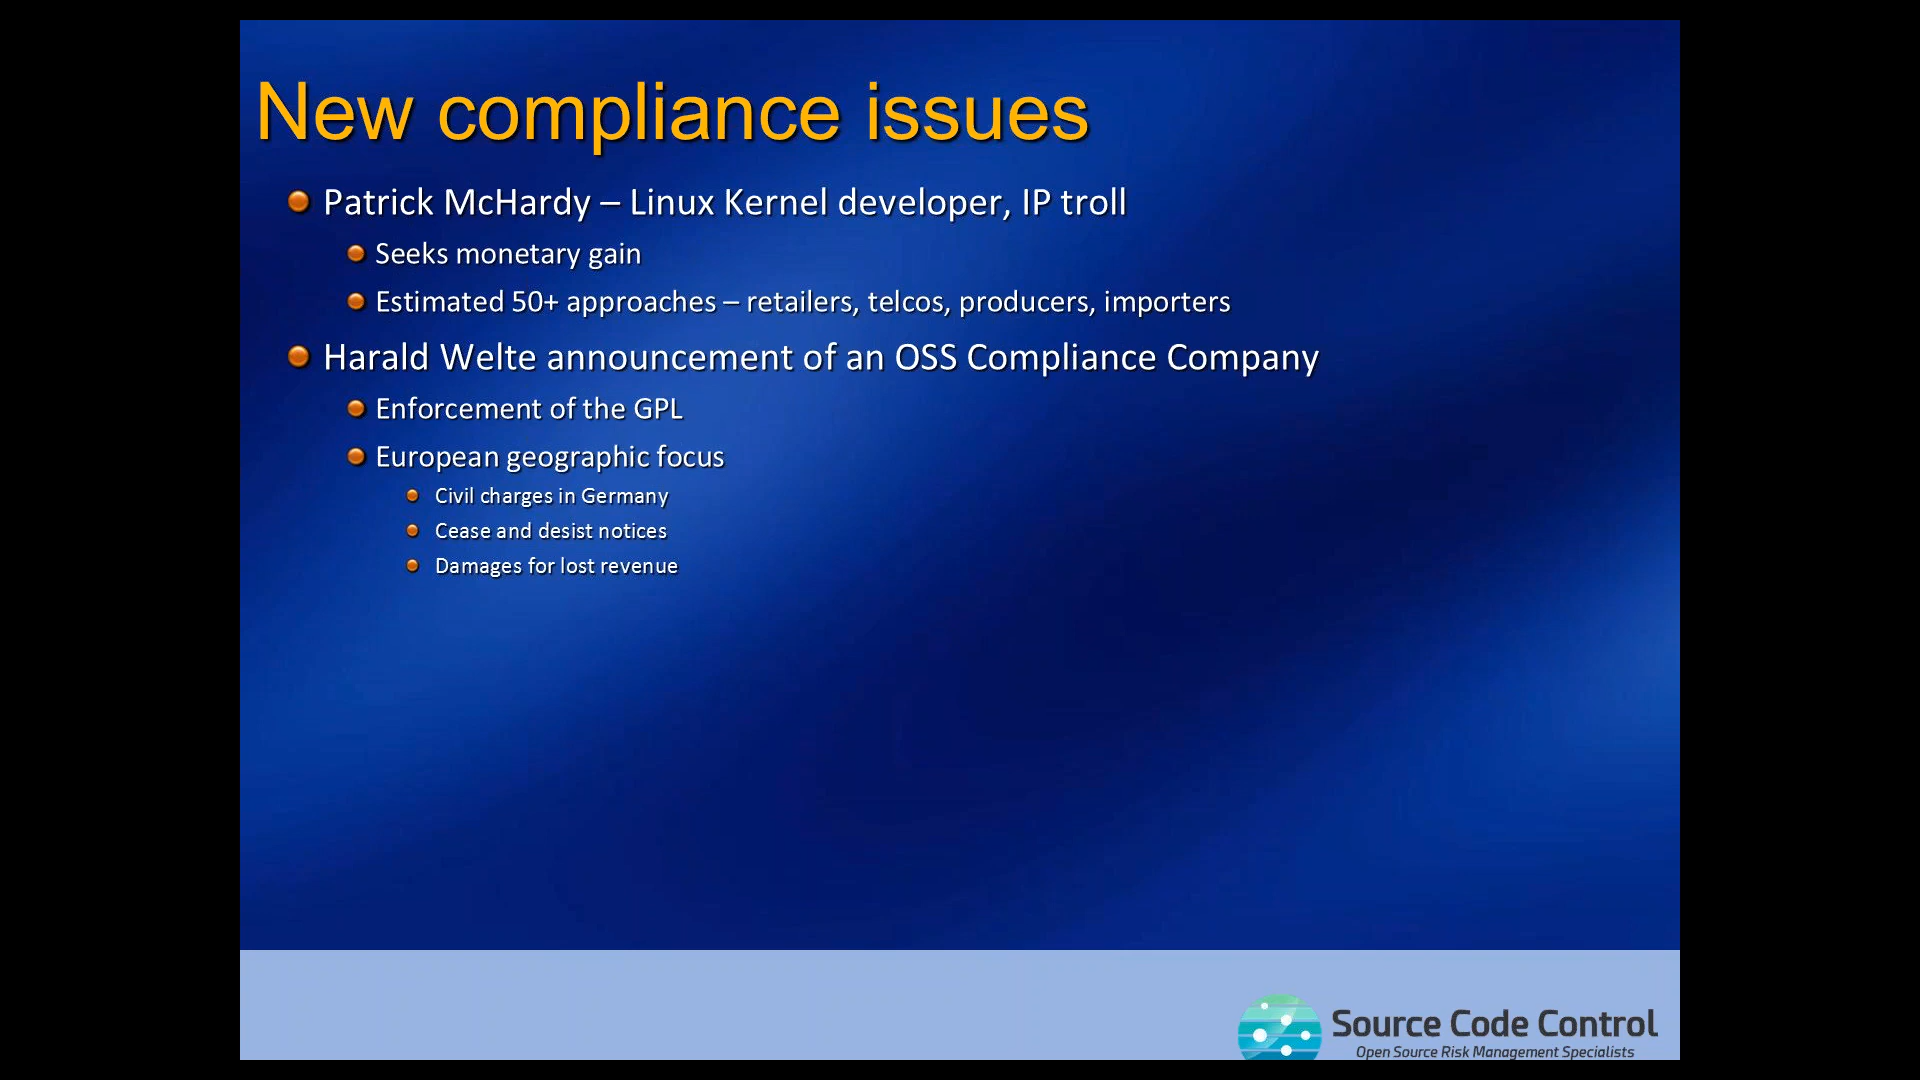 New compliance issues
Patrick McHardy – Linux Kernel developer, IP troll
Seeks monetary gain
Estimated 50+ approaches – retailers, telcos, producers, importers
Harald Welte announcement of an OSS Compliance Company
Enforcement of the GPL
European geographic focus
Civil charges in Germany
Cease and desist notices
Damages for lost revenue
Source Code Control
Open Source Risk Management Specialists